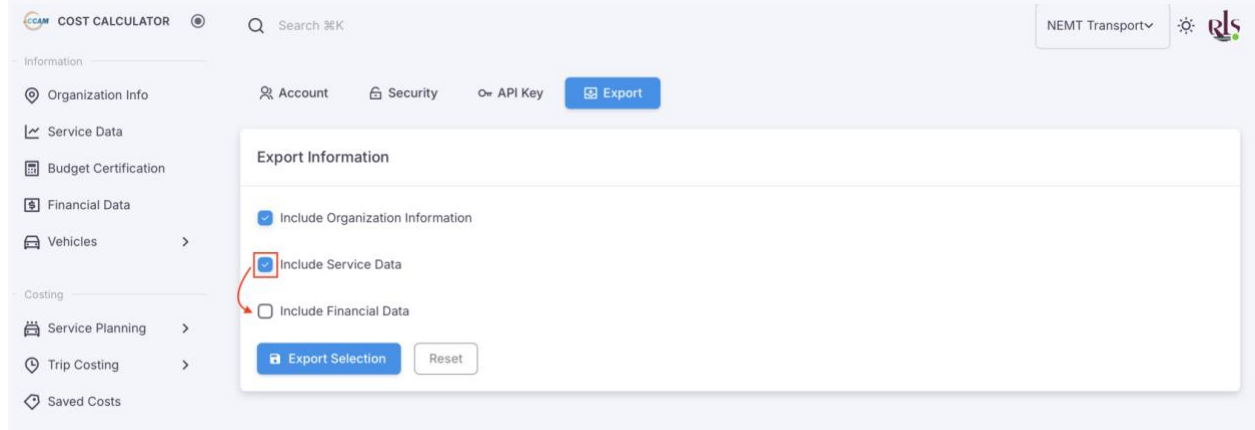 CCAM COST CALCULATOR
Search ⌘K
NEMT Transport
RLS
Information
Organization Info
Service Data
Budget Certification
Financial Data
Vehicles
Costing
Service Planning
Trip Costing
Saved Costs
Account
Security
API Key
Export
Export Information
Include Organization Information
Include Service Data
Include Financial Data
Export Selection
Reset